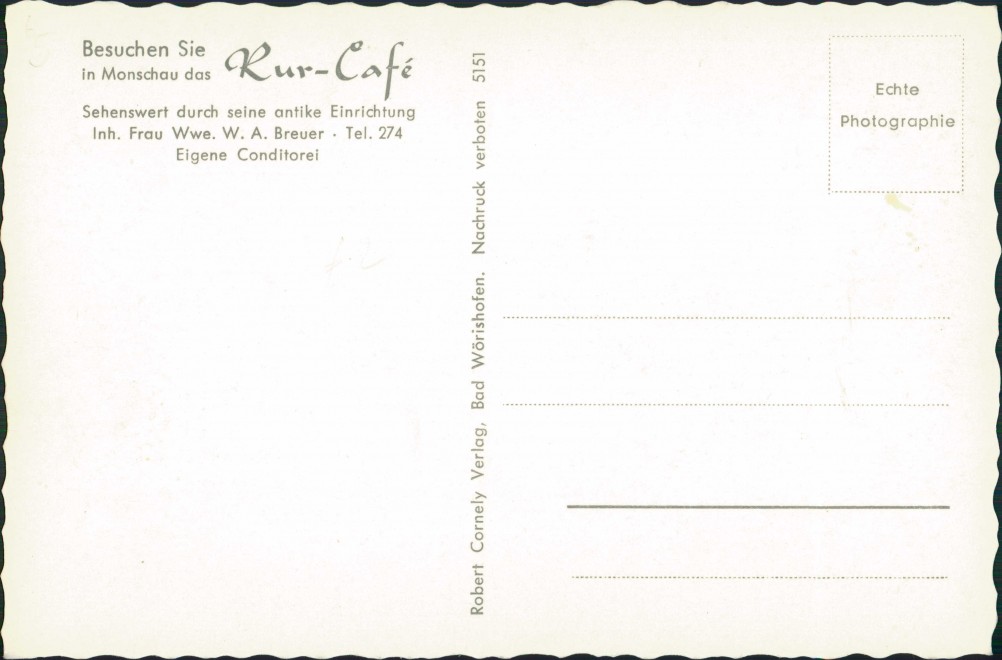 Besuchen Sie
in Monschau das Rur-Café
Sehenswert durch seine antike Einrichtung
Inh. Frau Wwe. W. A. Breuer · Tel. 274
Eigene Conditorei
Robert Cornely Verlag, Bad Wörishofen. Nachruck verboten 5151
Echte
Photographie